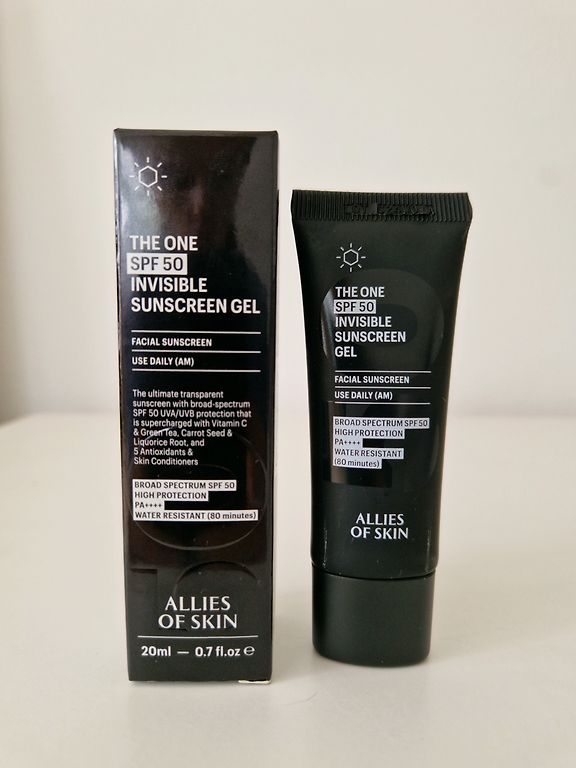 THE ONE
SPF 50
INVISIBLE
SUNSCREEN GEL
FACIAL SUNSCREEN
USE DAILY (AM)
The ultimate transparent
sunscreen with broad-spectrum
SPF 50 UVA/UVB protection that
is supercharged with Vitamin C
& Green Tea, Carrot Seed &
Liquorice Root, and
5 Antioxidants &
Skin Conditioners
BROAD SPECTRUM SPF 50
HIGH PROTECTION
PA++++
WATER RESISTANT (80 minutes)
ALLIES
OF SKIN
20ml — 0.7 fl.oz e
THE ONE
SPF 50
INVISIBLE
SUNSCREEN
GEL
FACIAL SUNSCREEN
USE DAILY (AM)
BROAD SPECTRUM SPF50
HIGH PROTECTION
PA++++
WATER RESISTANT
(80 minutes)
ALLIES
OF SKIN